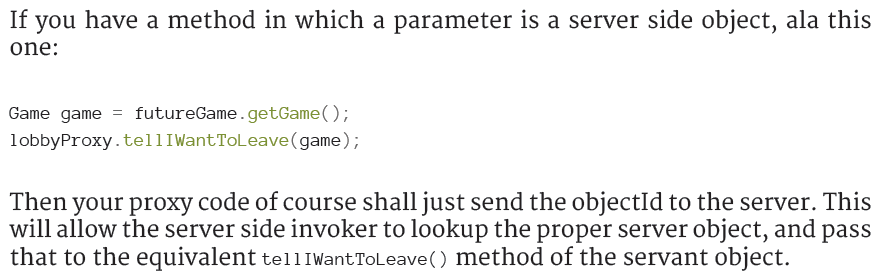 If you have a method in which a parameter is a server side object, ala this
one:
Game game = futureGame.getGame();
lobbyProxy.tellIWantToLeave(game);
Then your proxy code of course shall just send the objectId to the server. This
will allow the server side invoker to lookup the proper server object, and pass
that to the equivalent tellIWantToLeave() method of the servant object.